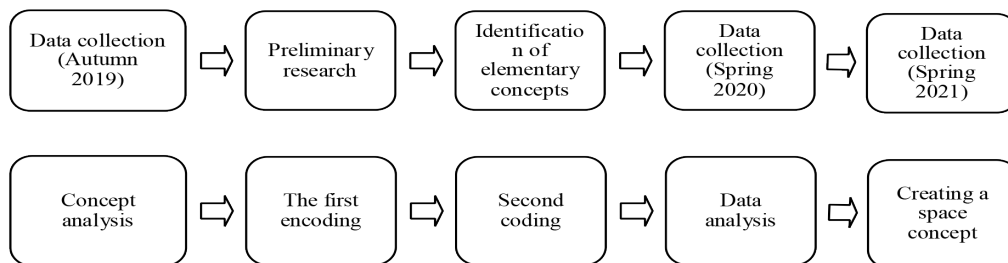 Data collection
(Autumn
2019)
Preliminary
research
Identificatio
n of
elementary
concepts
Data
collection
(Spring
2020)
Data
collection
(Spring
2021)
Concept
analysis
The first
encoding
Second
coding
Data
analysis
Creating a
space
concept